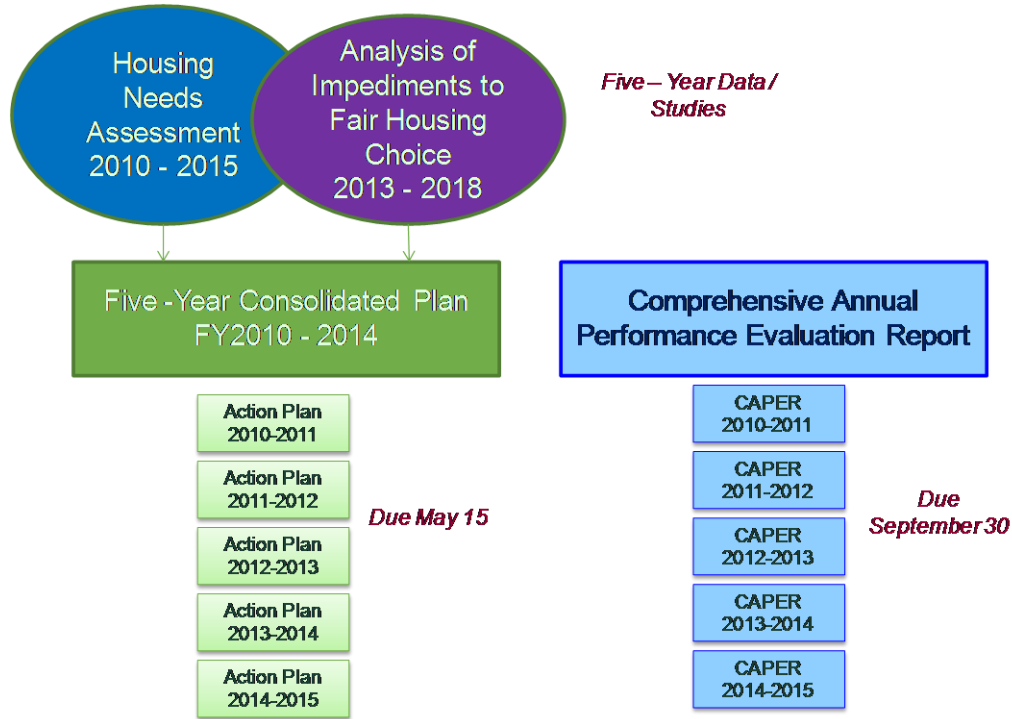 Housing
Needs
Assessment
2010 - 2015
Analysis of
Impediments to
Fair Housing
Choice
2013 - 2018
Five – Year Data /
Studies
Five -Year Consolidated Plan
FY2010 - 2014
Comprehensive Annual
Performance Evaluation Report
Action Plan
2010-2011
Action Plan
2011-2012
Action Plan
2012-2013
Action Plan
2013-2014
Action Plan
2014-2015
Due May 15
CAPER
2010-2011
CAPER
2011-2012
CAPER
2012-2013
CAPER
2013-2014
CAPER
2014-2015
Due
September 30